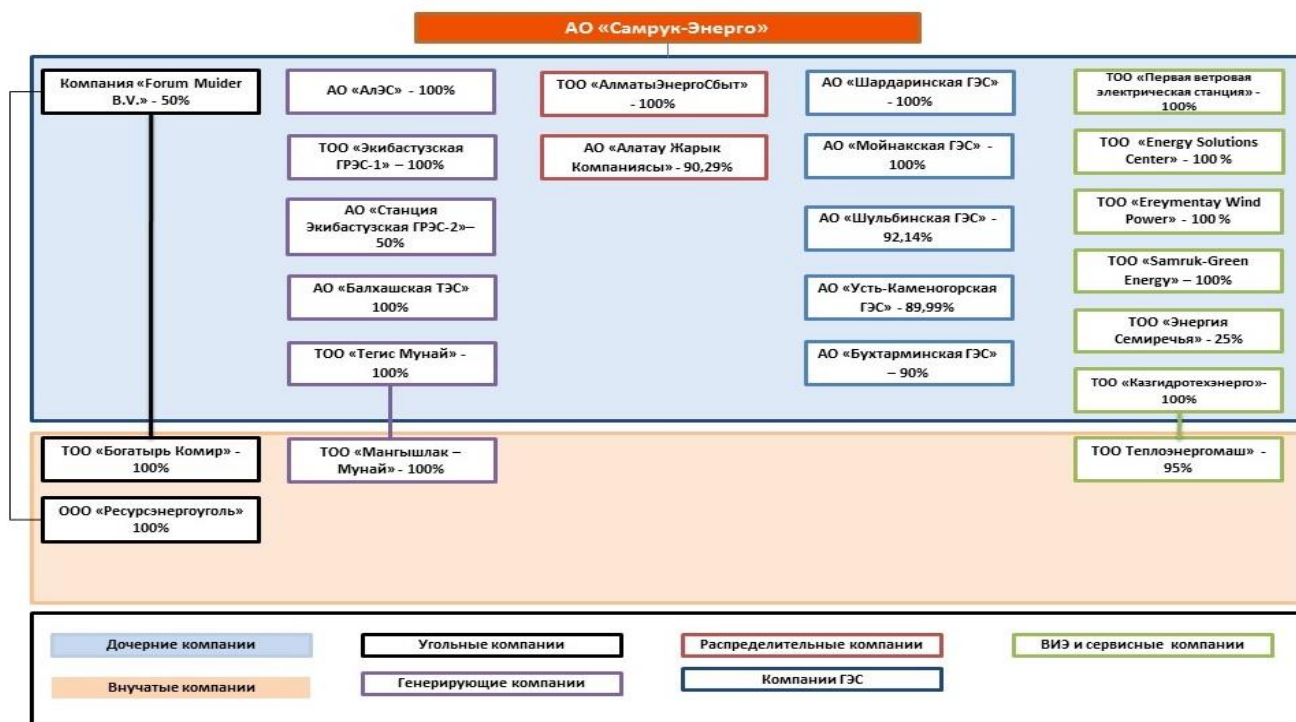 АО «Самрук-Энерго»
Компания «Forum Muider
B.V.» - 50%
ТОО «Богатырь Комир» -
100%
ООО «Ресурсэнергоуголь»
100%
АО «АлЭС» - 100%
ТОО «Экибастузская
ГРЭС-1» – 100%
АО «Станция
Экибастузская ГРЭС-2»–
50%
АО «Балхашская ТЭС»
100%
ТОО «Тегис Мунай» -
100%
ТОО «Мангышлак –
Мунай» - 100%
ТОО «АлматыЭнергоСбыт»
- 100%
АО «Алатау Жарык
Компаниясы» - 90,29%
АО «Шардаринская ГЭС»
- 100%
АО «Мойнакская ГЭС» -
100%
АО «Шульбинская ГЭС» -
92,14%
АО «Усть-Каменогорская
ГЭС» - 89,99%
АО «Бухтарминская ГЭС»
– 90%
ТОО «Первая ветровая
электрическая станция» -
100%
ТОО «Energy Solutions
Center» - 100 %
ТОО «Ereymentay Wind
Power» - 100 %
ТОО «Samruk-Green
Energy» – 100%
ТОО «Энергия
Семиречья» - 25%
ТОО «Казгидротехэнерго»-
100%
ТОО Теплоэнергомаш» -
95%
Дочерние компании
Угольные компании
Распределительные компании
ВИЭ и сервисные компании
Внучатые компании
Генерирующие компании
Компании ГЭС